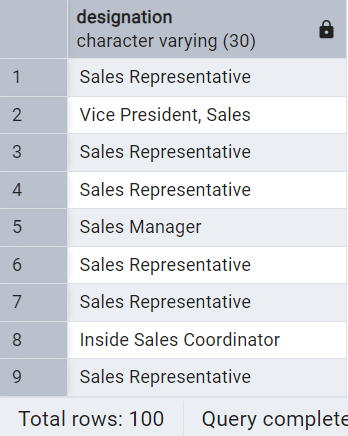 designation
character varying (30)
1 Sales Representative
2 Vice President, Sales
3 Sales Representative
4 Sales Representative
5 Sales Manager
6 Sales Representative
7 Sales Representative
8 Inside Sales Coordinator
9 Sales Representative
Total rows: 100 Query complete